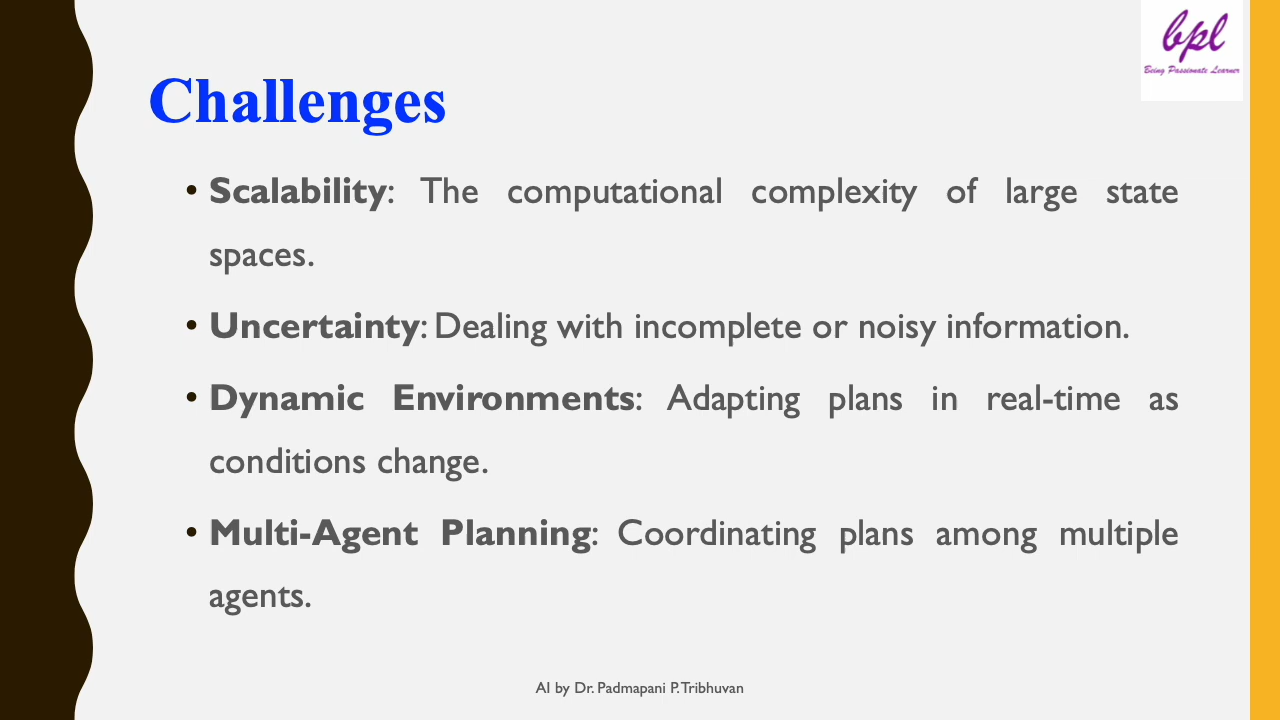 bpl
Being Passionate Learner
Challenges
• Scalability: The computational complexity of large state
spaces.
• Uncertainty: Dealing with incomplete or noisy information.
• Dynamic Environments: Adapting plans in real-time as
conditions change.
• Multi-Agent Planning: Coordinating plans among multiple
agents.
AI by Dr. Padmapani P. Tribhuvan